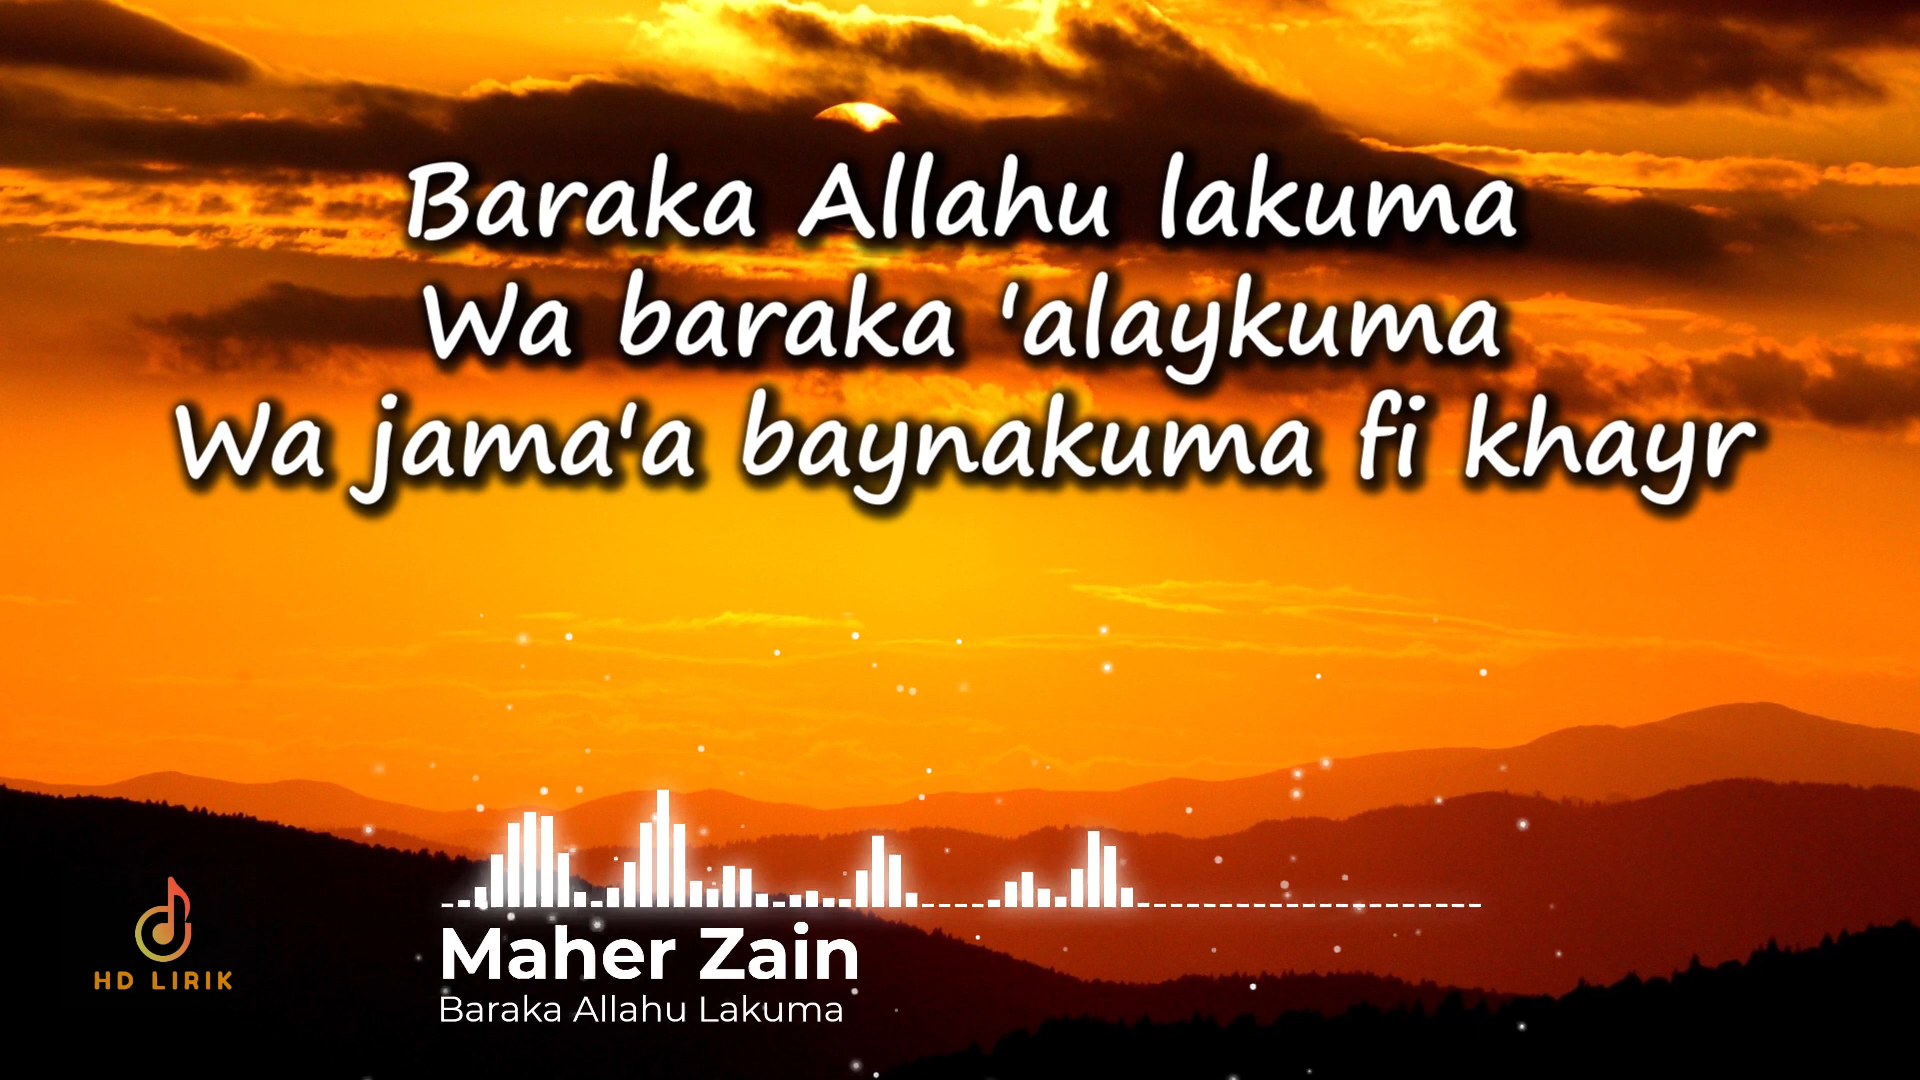 Baraka Allahu lakuma
Wa baraka 'alaykuma
Wa jama'a baynakuma fi khayr
Maher Zain
Baraka Allahu Lakuma
HD LIRIK